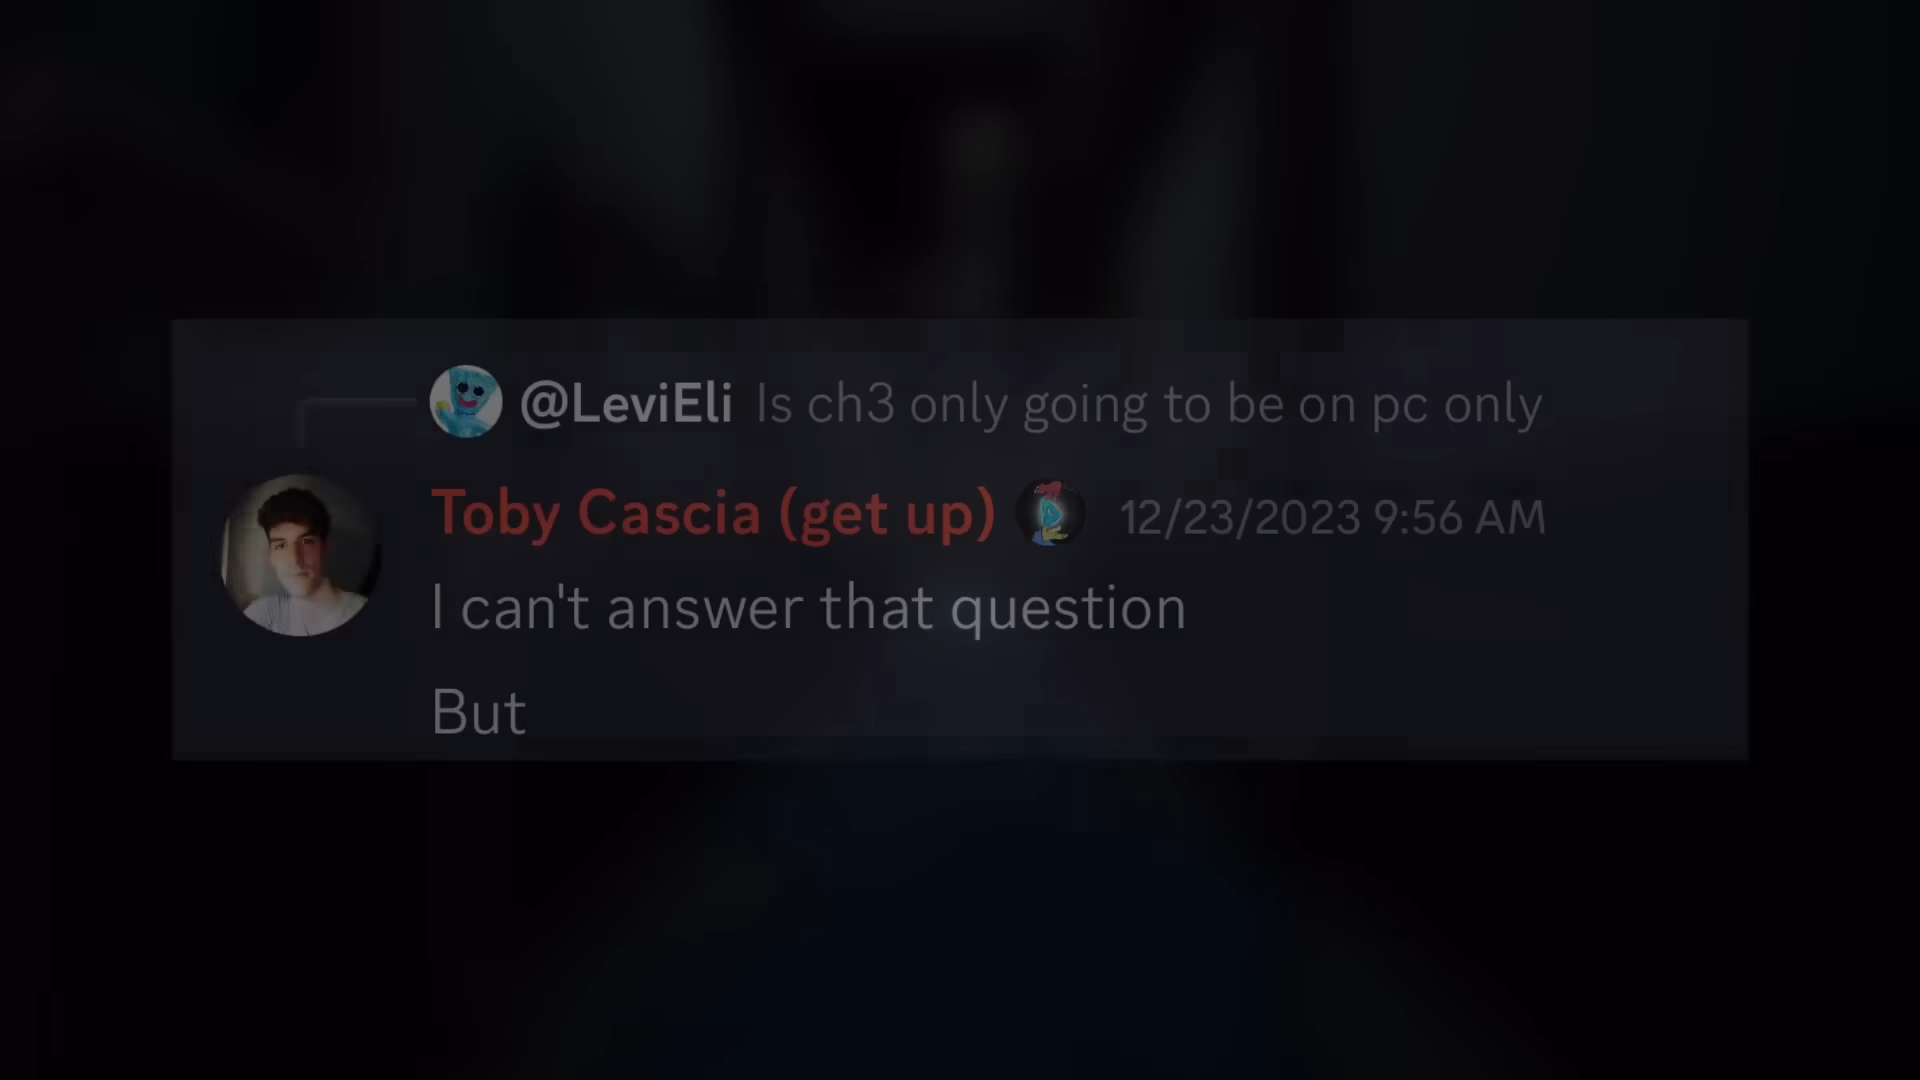 @LeviEli Is ch3 only going to be on pc only
Toby Cascia (get up) 12/23/2023 9:56 AM
I can't answer that question
But